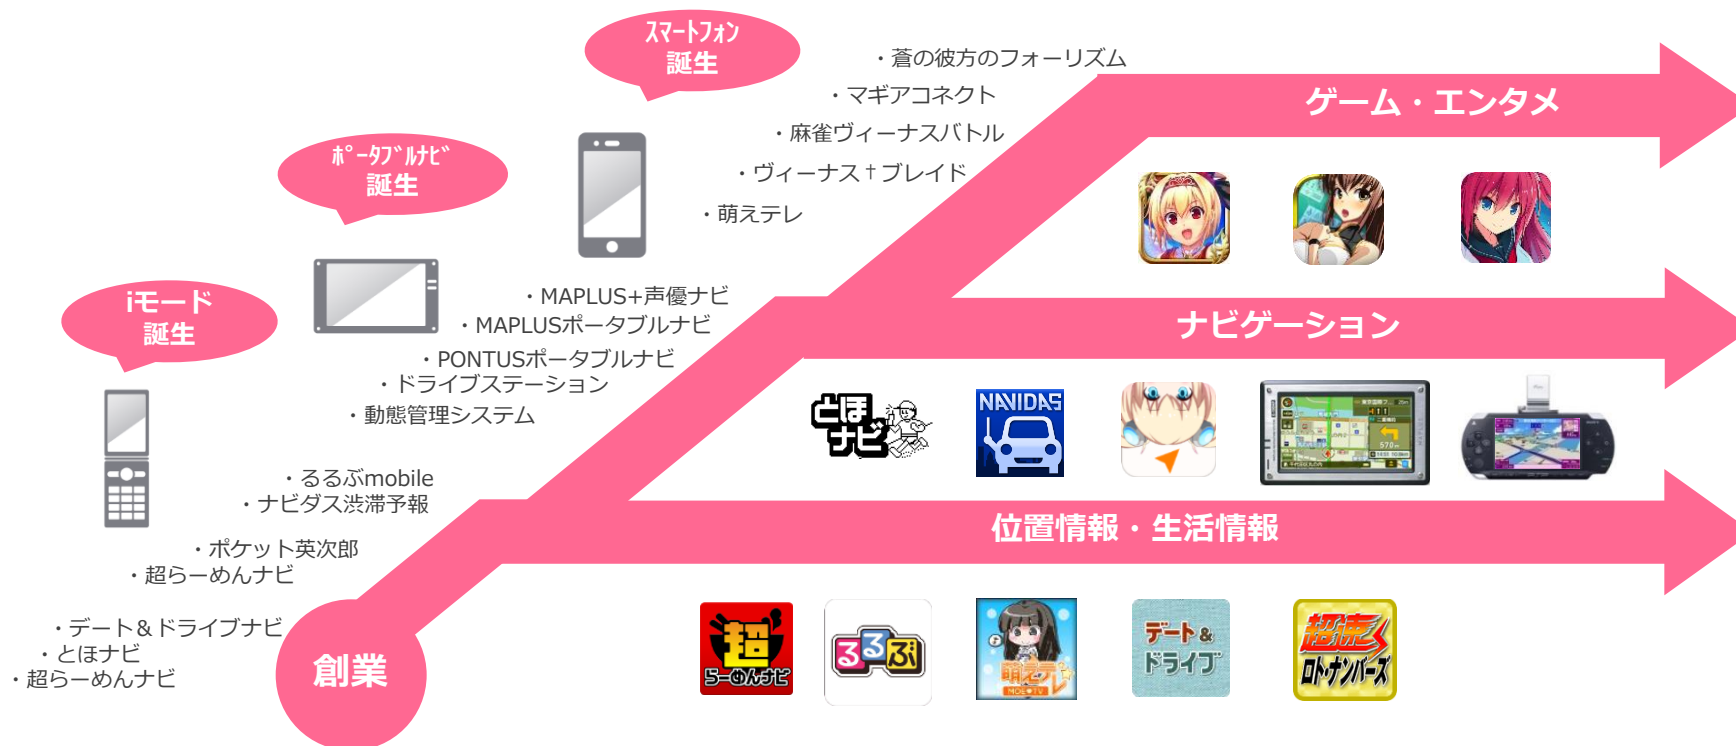 スマートフォン
誕生
・蒼の彼方のフォーリズム
・マギアコネクト
・麻雀ヴィーナスバトル
・ヴィーナス†ブレイド
・萌えテレ
ゲーム・エンタメ
ポータブルナビ
誕生
・MAPLUS+声優ナビ
・MAPLUSポータブルナビ
・PONTUSポータブルナビ
・ドライブステーション
・動態管理システム
ナビゲーション
iモード
誕生
とほ
ナビ
NAVIDAS
570m
・るるぶmobile
・ナビダス渋滞予報
・ポケット英次郎
・超らーめんナビ
位置情報・生活情報
・デート＆ドライブナビ
・とほナビ
・超らーめんナビ
創業
超
らーめんナビ
るるぶ
萌えテレ
MOE TV
デート&
ドライブ
超速
ロト・ナンバーズ